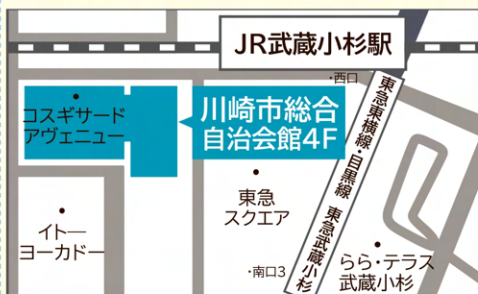 JR武蔵小杉駅
・西口
コスギサード
アヴェニュー
川崎市総合
自治会館4F
東急東横線・目黒線 東急武蔵小杉
東急
スクエア
イトー
ヨーカドー
・南口3
らら・テラス
武蔵小杉